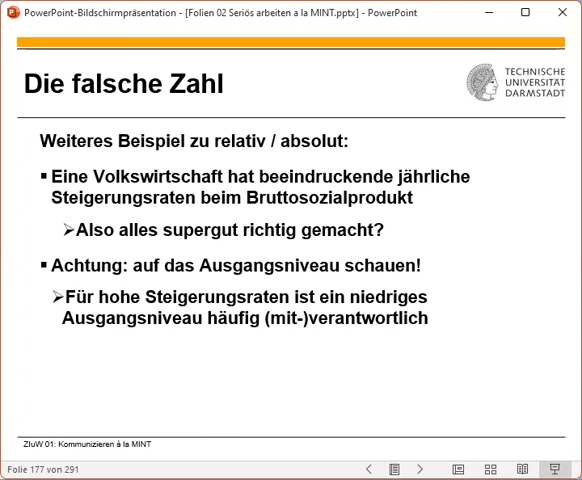 PowerPoint-Bildschirmpräsentation - [Folien 02 Seriös arbeiten a la MINT.pptx] - PowerPoint
Die falsche Zahl
TECHNISCHE
UNIVERSITÄT
DARMSTADT
Weiteres Beispiel zu relativ / absolut:
▪ Eine Volkswirtschaft hat beeindruckende jährliche
Steigerungsraten beim Bruttosozialprodukt
➢Also alles supergut richtig gemacht?
▪ Achtung: auf das Ausgangsniveau schauen!
➢Für hohe Steigerungsraten ist ein niedriges
Ausgangsniveau häufig (mit-)verantwortlich
ZIuW 01: Kommunizieren à la MINT
Folie 177 von 291